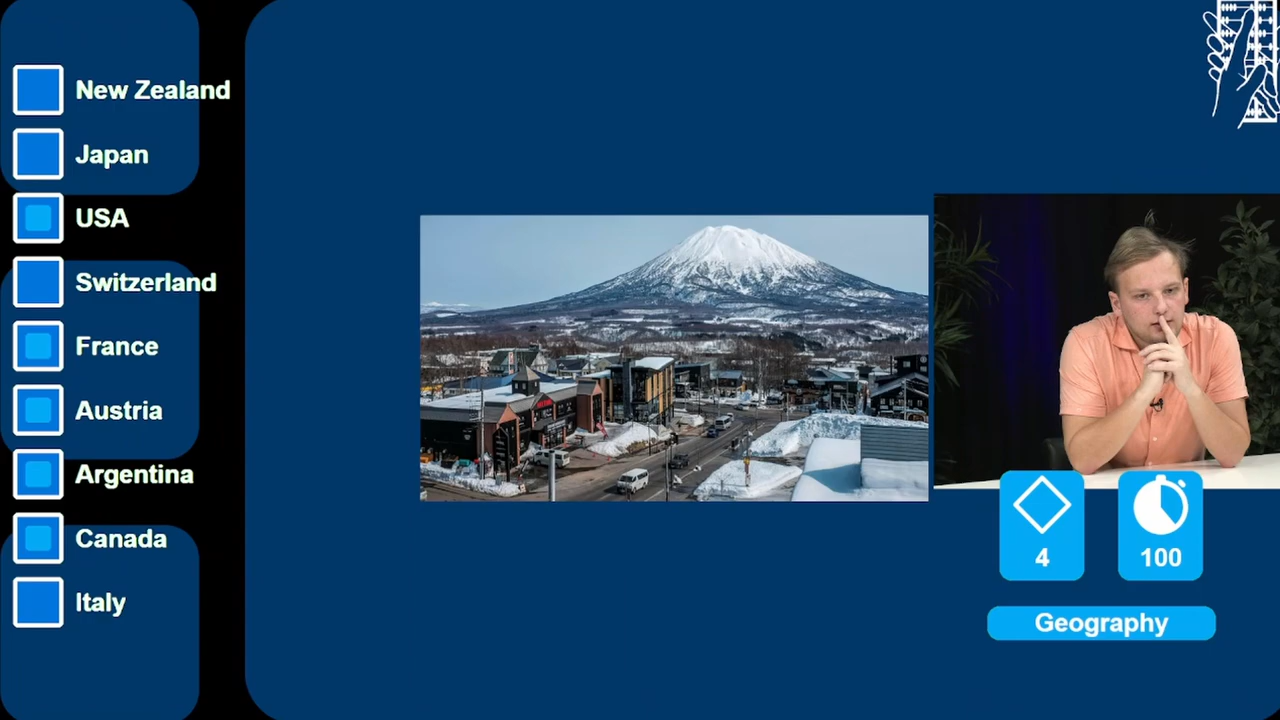 New Zealand
Japan
USA
Switzerland
France
Austria
Argentina
Canada
Italy
4
100
Geography